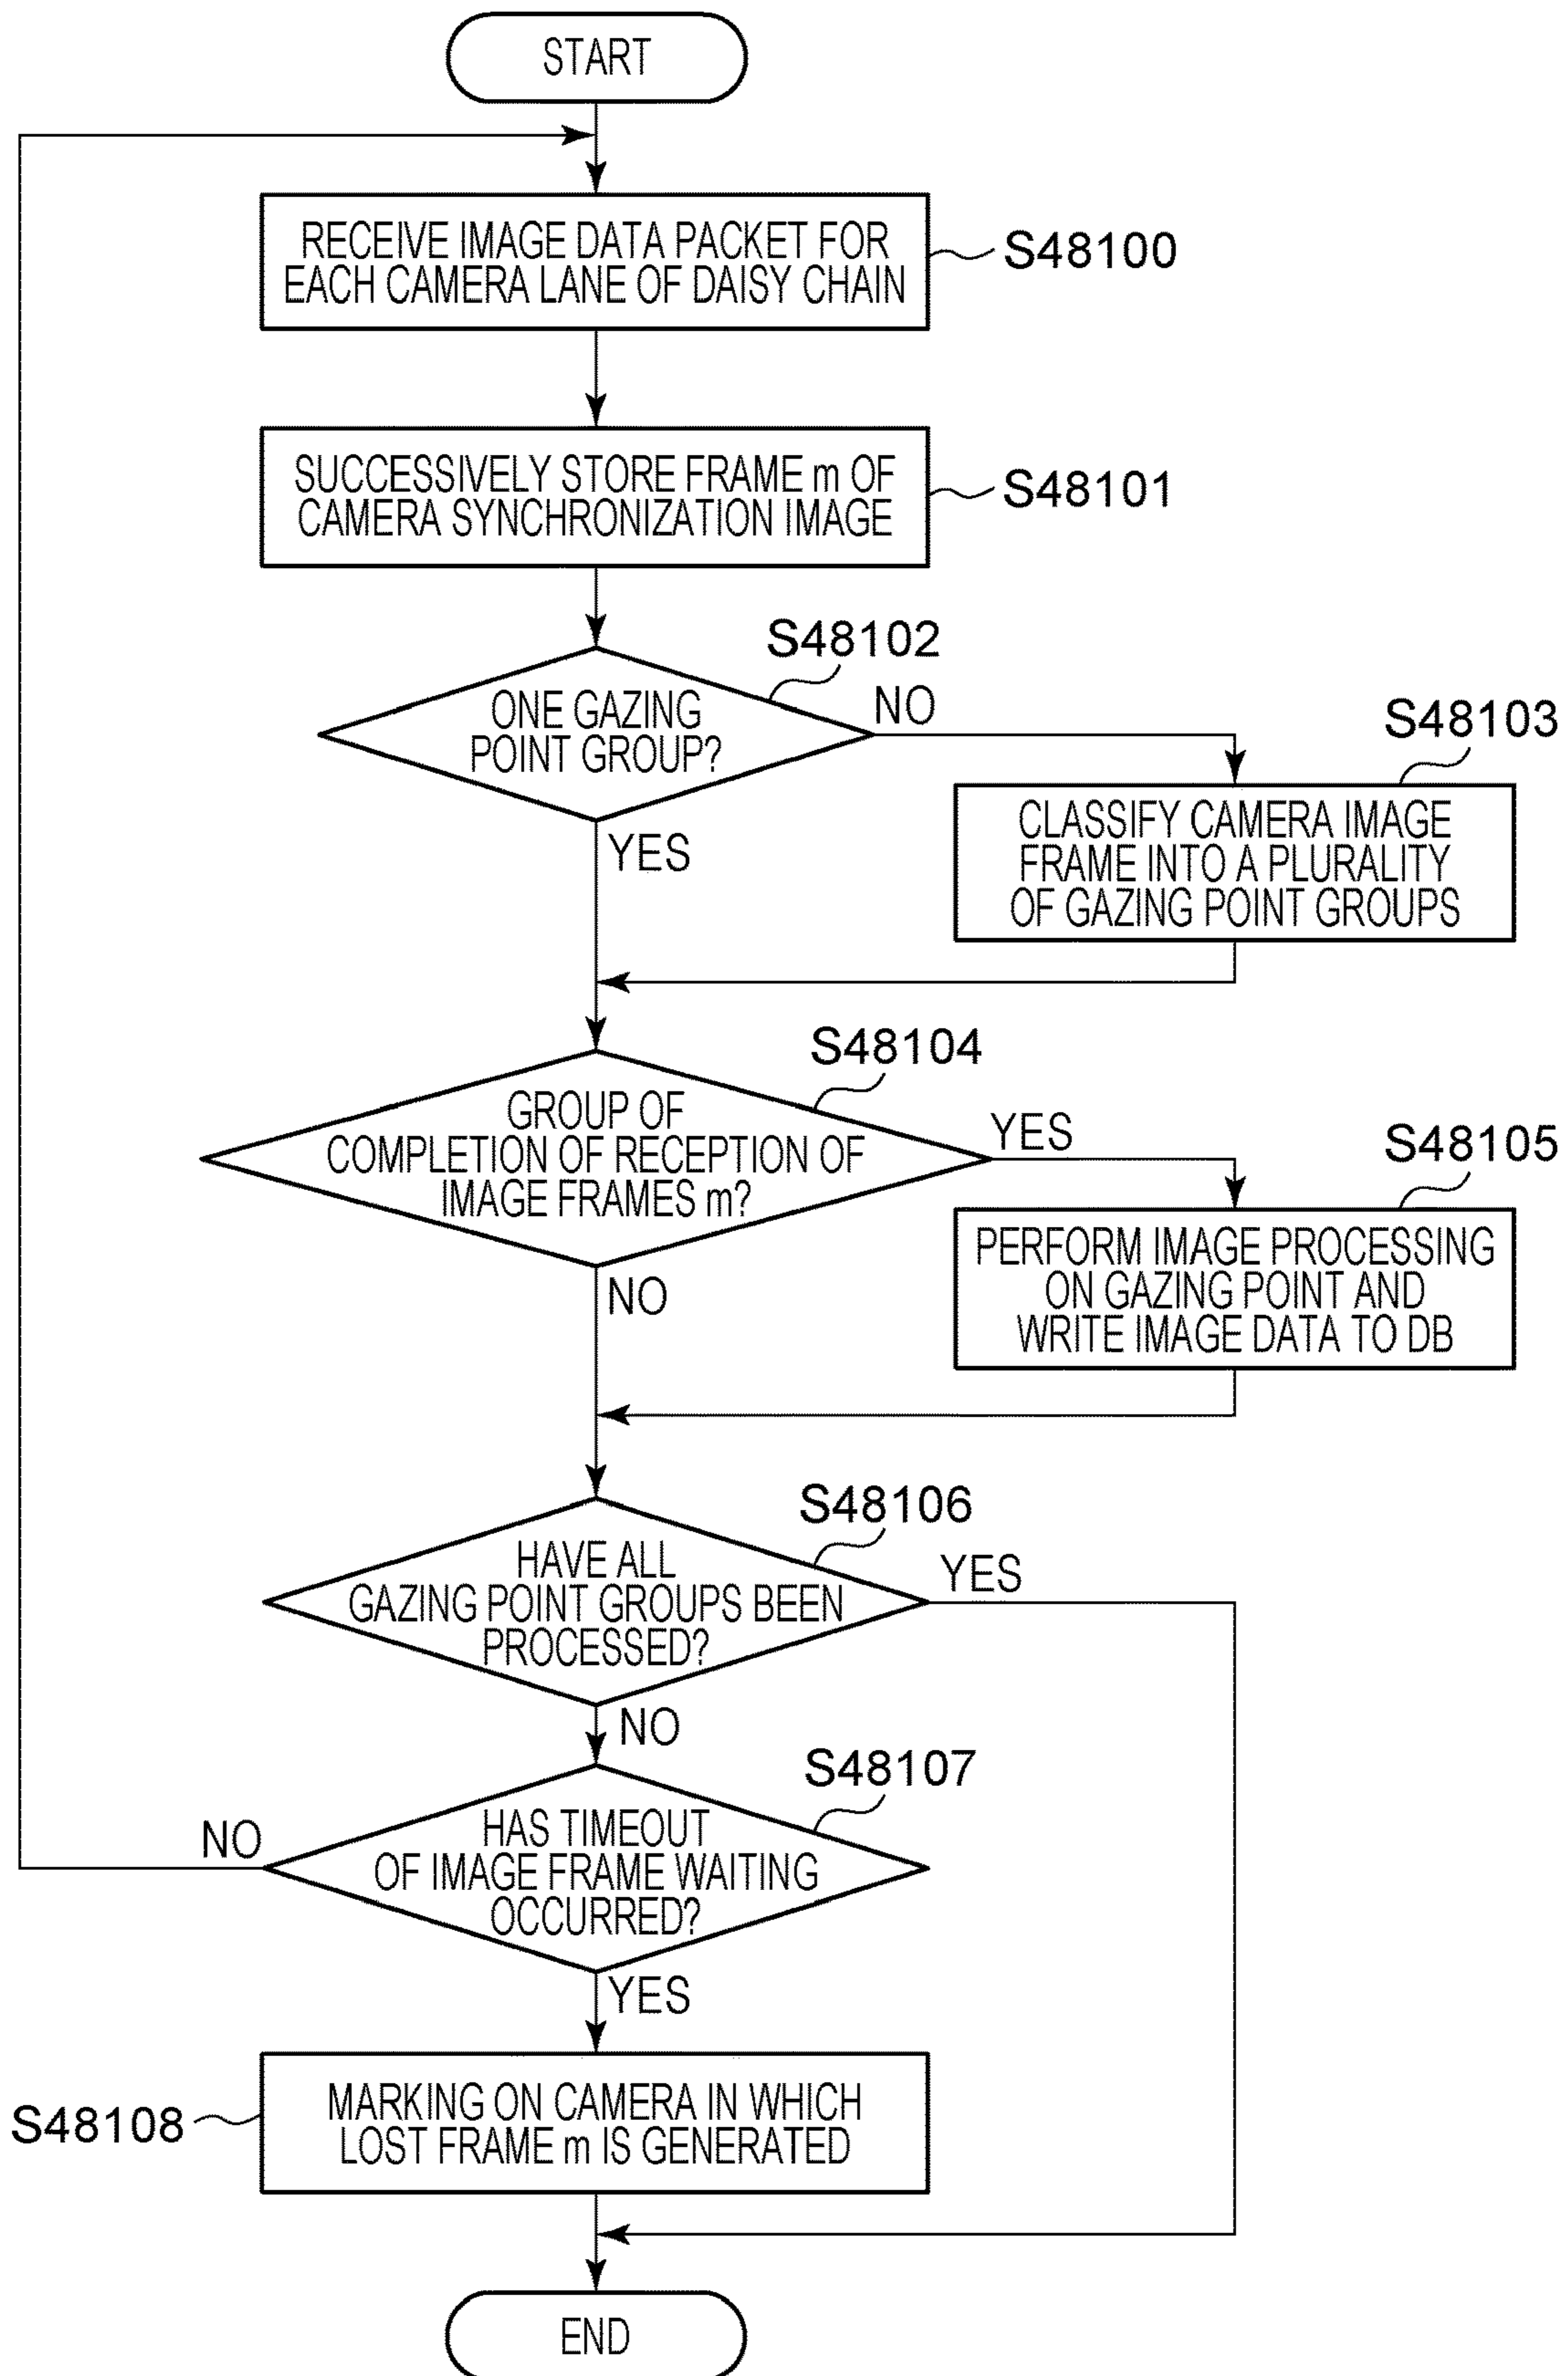 START
RECEIVE IMAGE DATA PACKET FOR
EACH CAMERA LANE OF DAISY CHAIN
S48100
SUCCESSIVELY STORE FRAME m OF
CAMERA SYNCHRONIZATION IMAGE
S48101
S48102
ONE GAZING
POINT GROUP?
NO
YES
S48103
CLASSIFY CAMERA IMAGE
FRAME INTO A PLURALITY
OF GAZING POINT GROUPS
S48104
GROUP OF
COMPLETION OF RECEPTION OF
IMAGE FRAMES m?
YES
NO
S48105
PERFORM IMAGE PROCESSING
ON GAZING POINT AND
WRITE IMAGE DATA TO DB
S48106
HAVE ALL
GAZING POINT GROUPS BEEN
PROCESSED?
YES
NO
S48107
HAS TIMEOUT
OF IMAGE FRAME WAITING
OCCURRED?
NO
YES
S48108
MARKING ON CAMERA IN WHICH
LOST FRAME m IS GENERATED
END